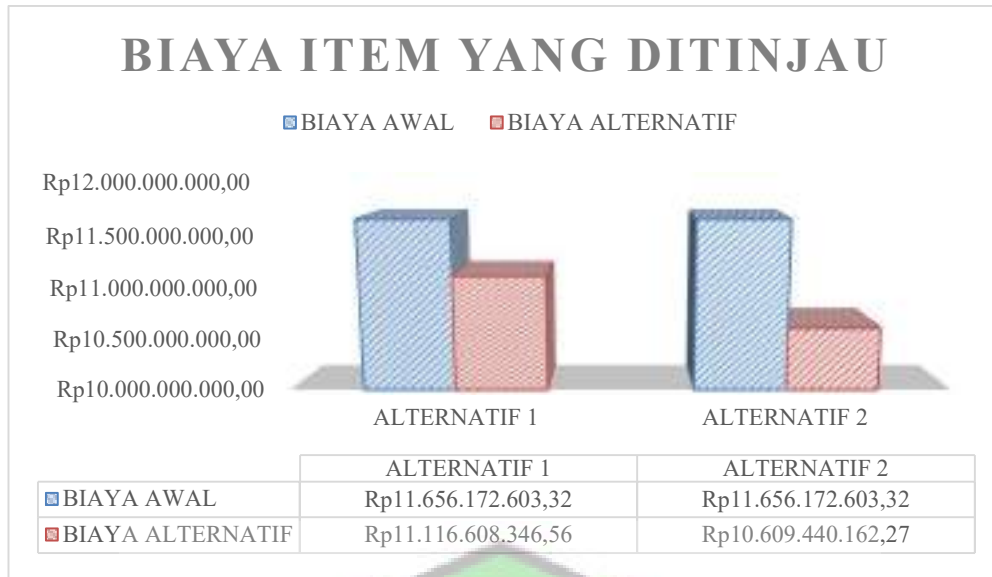 BIAYA ITEM YANG DITINJAU
BIAYA AWAL BIAYA ALTERNATIF
Rp12.000.000.000,00
Rp11.500.000.000,00
Rp11.000.000.000,00
Rp10.500.000.000,00
Rp10.000.000.000,00
ALTERNATIF 1 ALTERNATIF 2
ALTERNATIF 1 ALTERNATIF 2
BIAYA AWAL Rp11.656.172.603,32 Rp11.656.172.603,32
BIAYA ALTERNATIF Rp11.116.608.346,56 Rp10.609.440.162,27